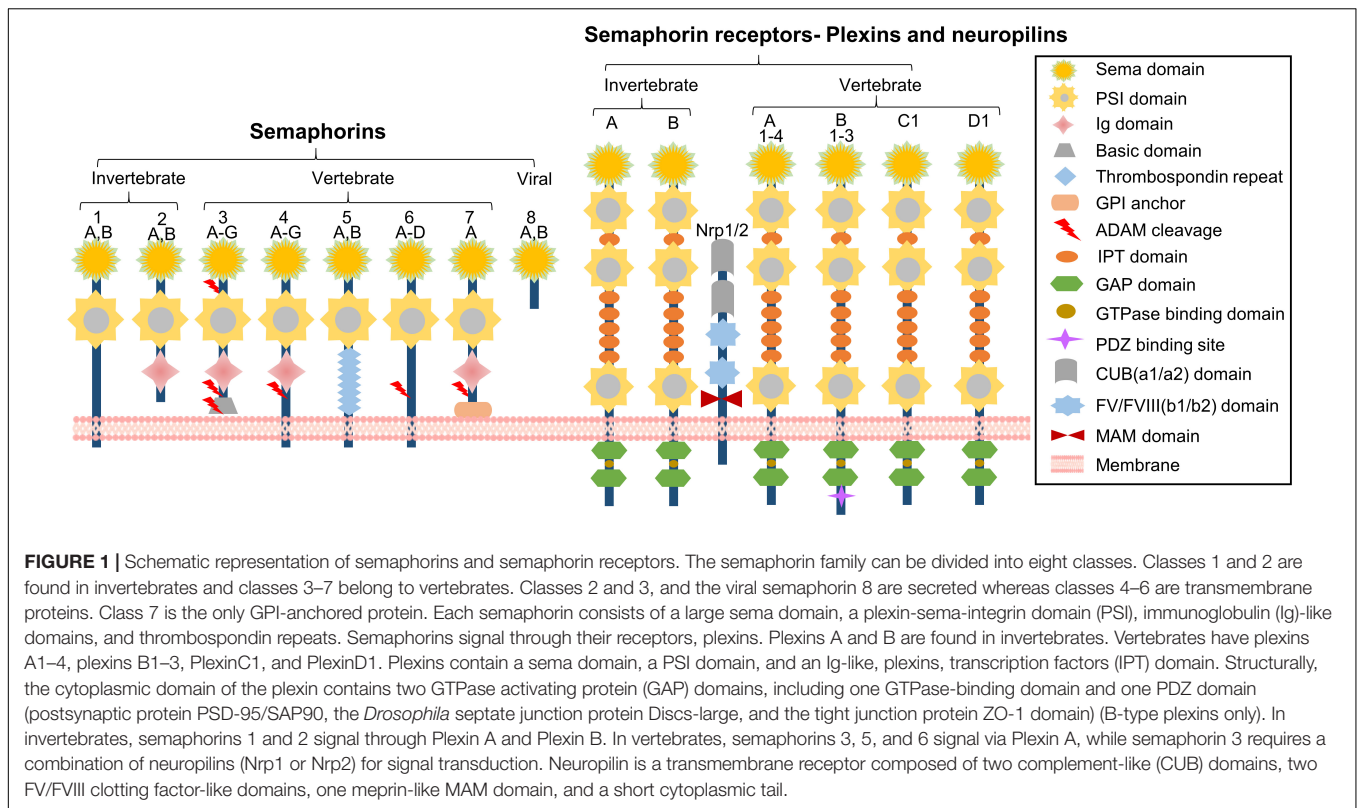 Semaphorin receptors- Plexins and neuropilins
Invertebrate
Vertebrate
A
B
A
1-4
B
1-3
C1
D1
Nrp1/2
Semaphorins
Invertebrate
Vertebrate
Viral
1
A,B
2
A,B
3
A-G
4
A-G
5
A,B
6
A-D
7
A
8
A,B
Sema domain
PSI domain
Ig domain
Basic domain
Thrombospondin repeat
GPI anchor
ADAM cleavage
IPT domain
GAP domain
GTPase binding domain
PDZ binding site
CUB(a1/a2) domain
FV/FVIII(b1/b2) domain
MAM domain
Membrane
FIGURE 1 | Schematic representation of semaphorins and semaphorin receptors. The semaphorin family can be divided into eight classes. Classes 1 and 2 are
found in invertebrates and classes 3–7 belong to vertebrates. Classes 2 and 3, and the viral semaphorin 8 are secreted whereas classes 4–6 are transmembrane
proteins. Class 7 is the only GPI-anchored protein. Each semaphorin consists of a large sema domain, a plexin-sema-integrin domain (PSI), immunoglobulin (Ig)-like
domains, and thrombospondin repeats. Semaphorins signal through their receptors, plexins. Plexins A and B are found in invertebrates. Vertebrates have plexins
A1–4, plexins B1–3, PlexinC1, and PlexinD1. Plexins contain a sema domain, a PSI domain, and an Ig-like, plexins, transcription factors (IPT) domain. Structurally,
the cytoplasmic domain of the plexin contains two GTPase activating protein (GAP) domains, including one GTPase-binding domain and one PDZ domain
(postsynaptic protein PSD-95/SAP90, the Drosophila septate junction protein Discs-large, and the tight junction protein ZO-1 domain) (B-type plexins only). In
invertebrates, semaphorins 1 and 2 signal through Plexin A and Plexin B. In vertebrates, semaphorins 3, 5, and 6 signal via Plexin A, while semaphorin 3 requires a
combination of neuropilins (Nrp1 or Nrp2) for signal transduction. Neuropilin is a transmembrane receptor composed of two complement-like (CUB) domains, two
FV/FVIII clotting factor-like domains, one meprin-like MAM domain, and a short cytoplasmic tail.